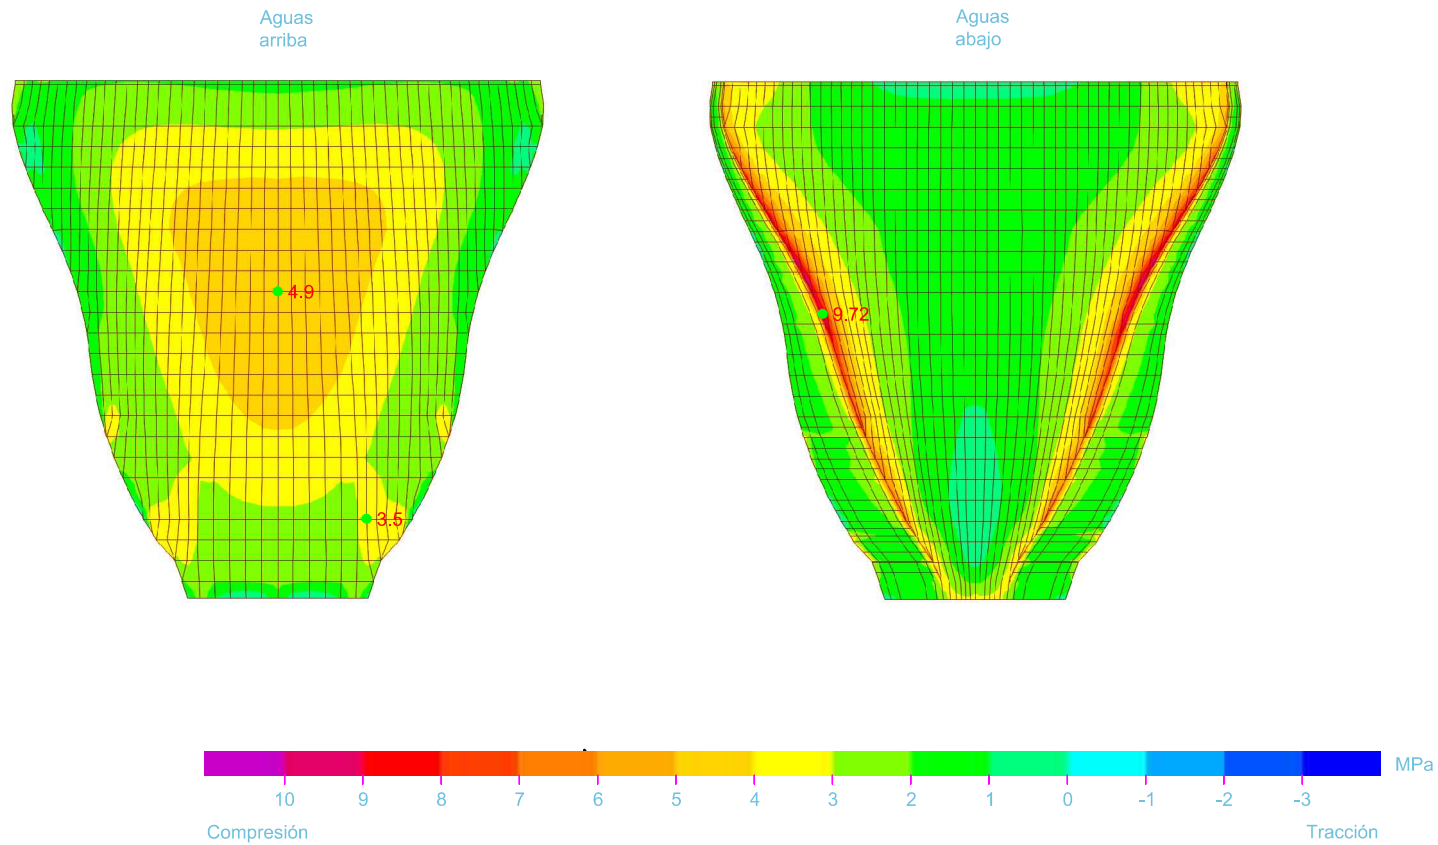 Aguas
arriba
Aguas
abajo
4.9
9.72
3.5
MPa
10 9 8 7 6 5 4 3 2 1 0 -1 -2 -3
Compresión
Tracción